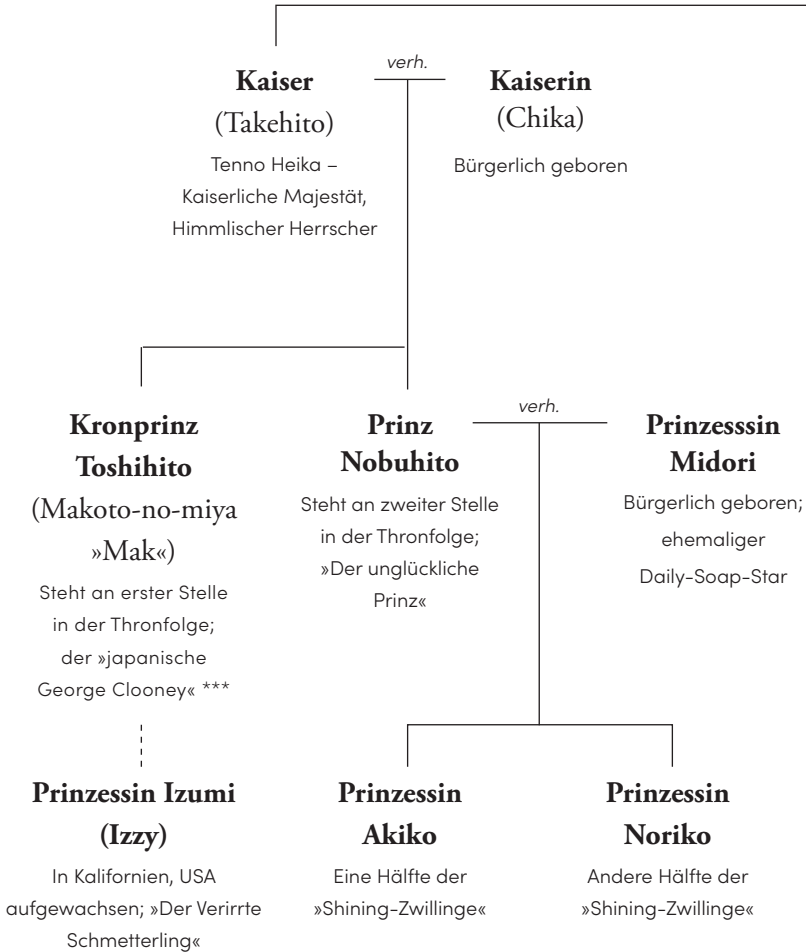 verh.
Kaiser
(Takehito)
Tenno Heika –
Kaiserliche Majestät,
Himmlischer Herrscher
Kaiserin
(Chika)
Bürgerlich geboren
Kronprinz
Toshihito
(Makoto-no-miya
»Mak«)
Steht an erster Stelle
in der Thronfolge;
der »japanische
George Clooney« ***
Prinz
Nobuhito
Steht an zweiter Stelle
in der Thronfolge;
»Der unglückliche
Prinz«
verh.
Prinzesssin
Midori
Bürgerlich geboren;
ehemaliger
Daily-Soap-Star
Prinzessin Izumi
(Izzy)
In Kalifornien, USA
aufgewachsen; »Der Verirrte
Schmetterling«
Prinzessin
Akiko
Eine Hälfte der
»Shining-Zwillinge«
Prinzessin
Noriko
Andere Hälfte der
»Shining-Zwillinge«